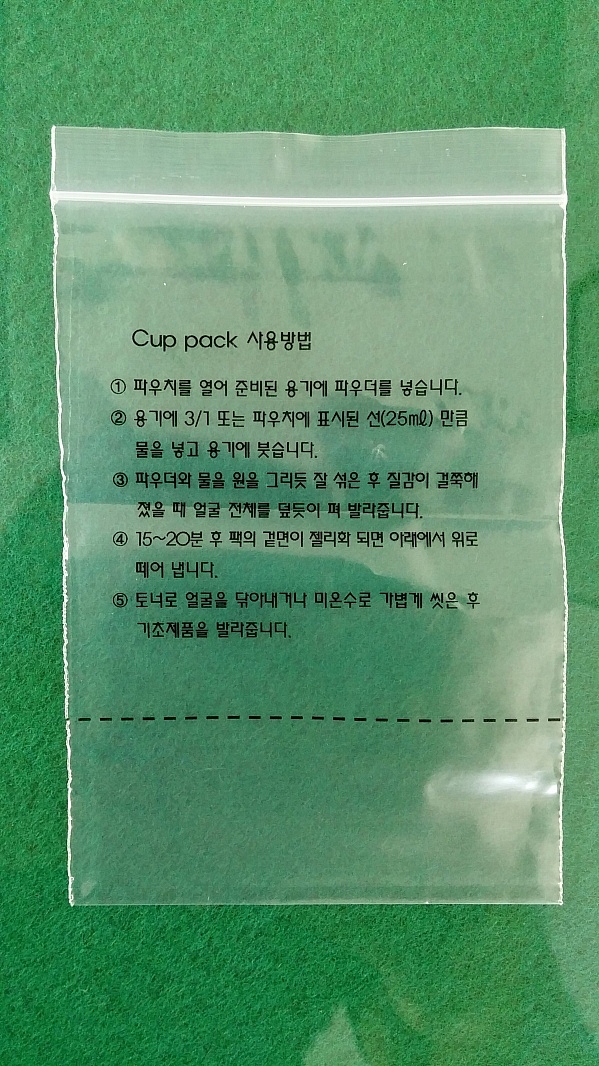 Cup pack 사용방법
① 파우치를 열어 준비된 용기에 파우더를 넣습니다.
② 용기에 3/1 또는 파우치에 표시된 선(25㎖) 만큼
물을 넣고 용기에 붓습니다.
③ 파우더와 물을 원을 그리듯 잘 섞은 후 질감이 걸쭉해
졌을 때 얼굴 전체를 덮듯이 펴 발라줍니다.
④ 15~20분 후 팩의 겉면이 젤리화 되면 아래에서 위로
떼어 냅니다.
⑤ 토너로 얼굴을 닦아내거나 미온수로 가볍게 씻은 후
기초제품을 발라줍니다.